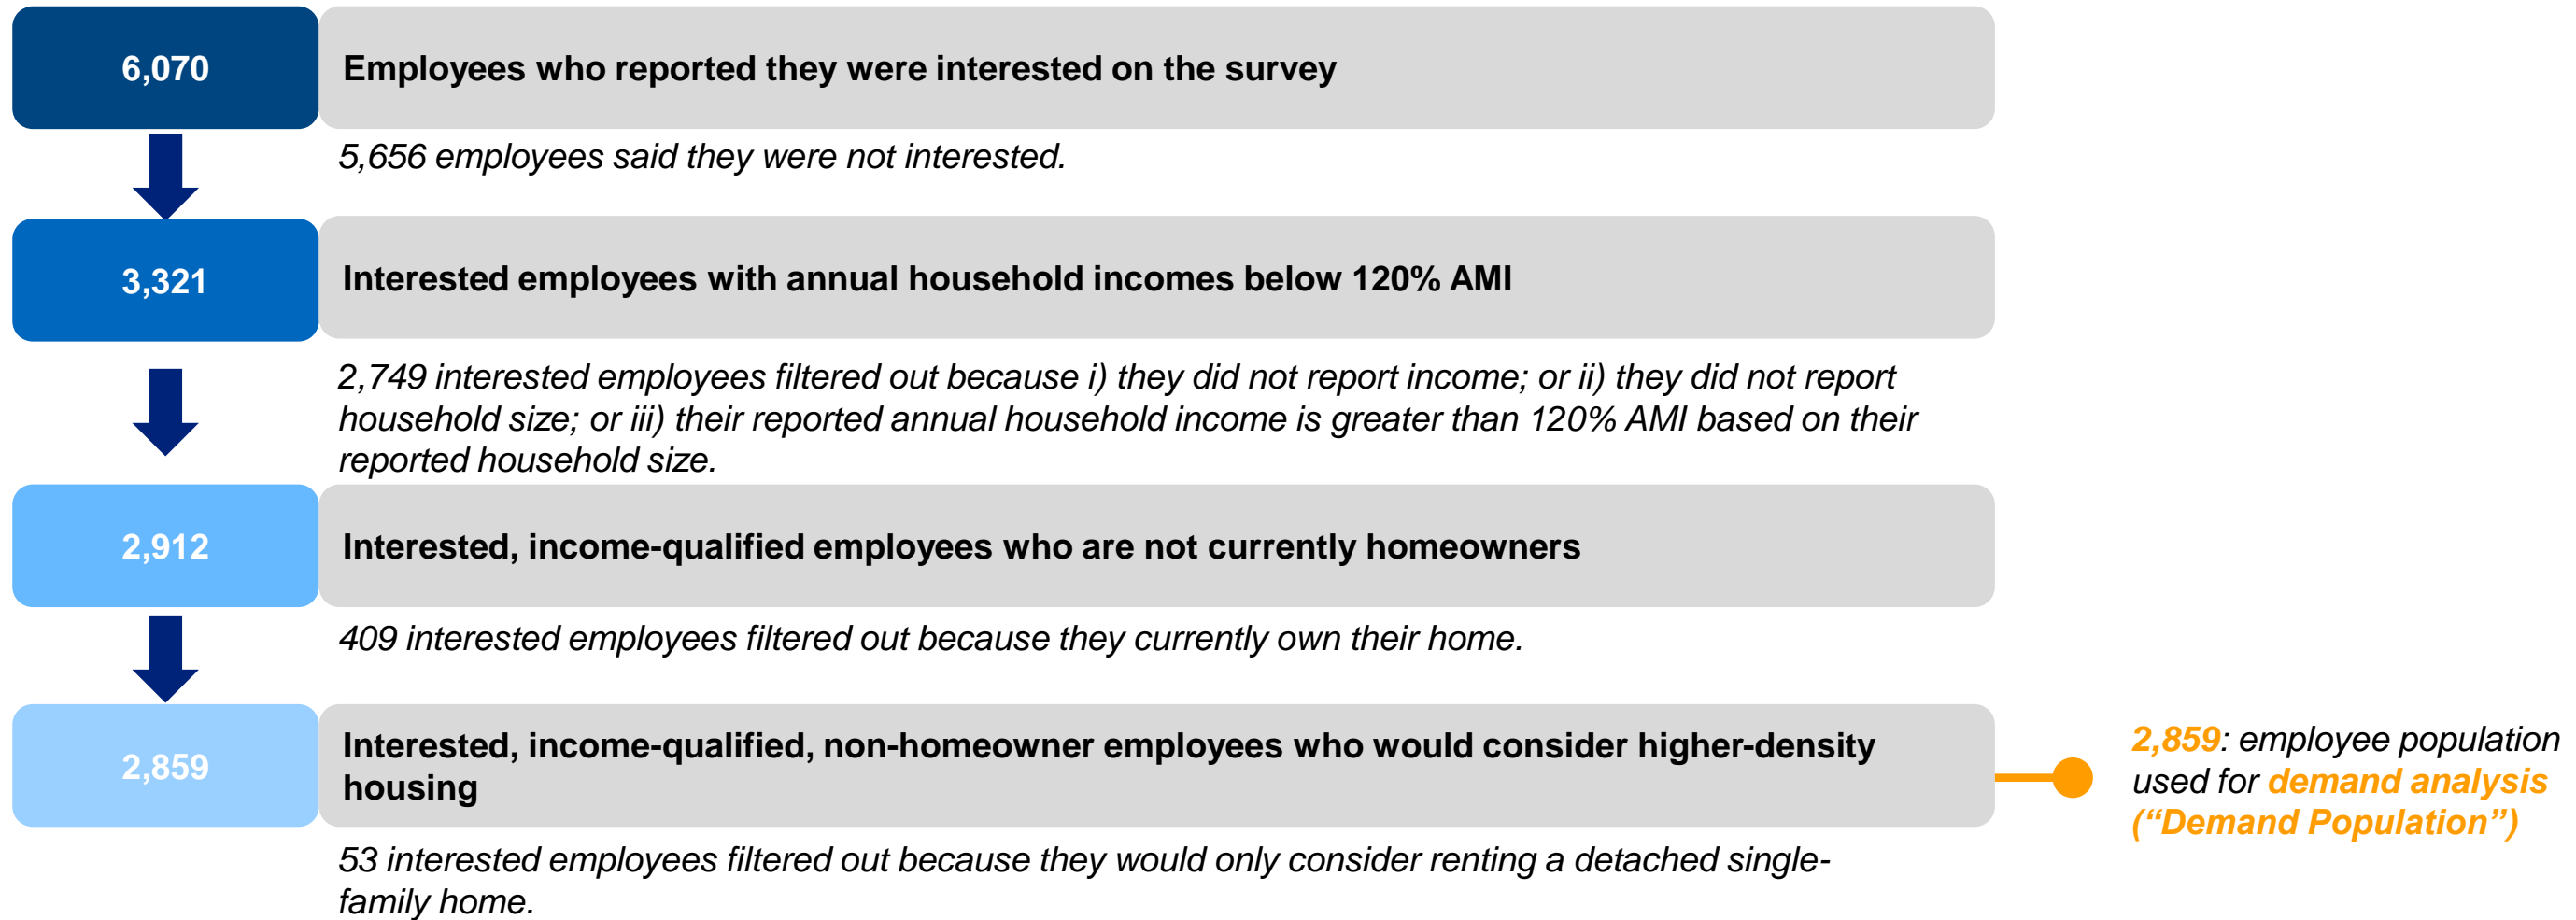 6,070
Employees who reported they were interested on the survey
5,656 employees said they were not interested.
3,321
Interested employees with annual household incomes below 120% AMI
2,749 interested employees filtered out because i) they did not report income; or ii) they did not report
household size; or iii) their reported annual household income is greater than 120% AMI based on their
reported household size.
2,912
Interested, income-qualified employees who are not currently homeowners
409 interested employees filtered out because they currently own their home.
2,859
Interested, income-qualified, non-homeowner employees who would consider higher-density
housing
2,859: employee population
used for demand analysis
(“Demand Population”)
53 interested employees filtered out because they would only consider renting a detached single-
family home.